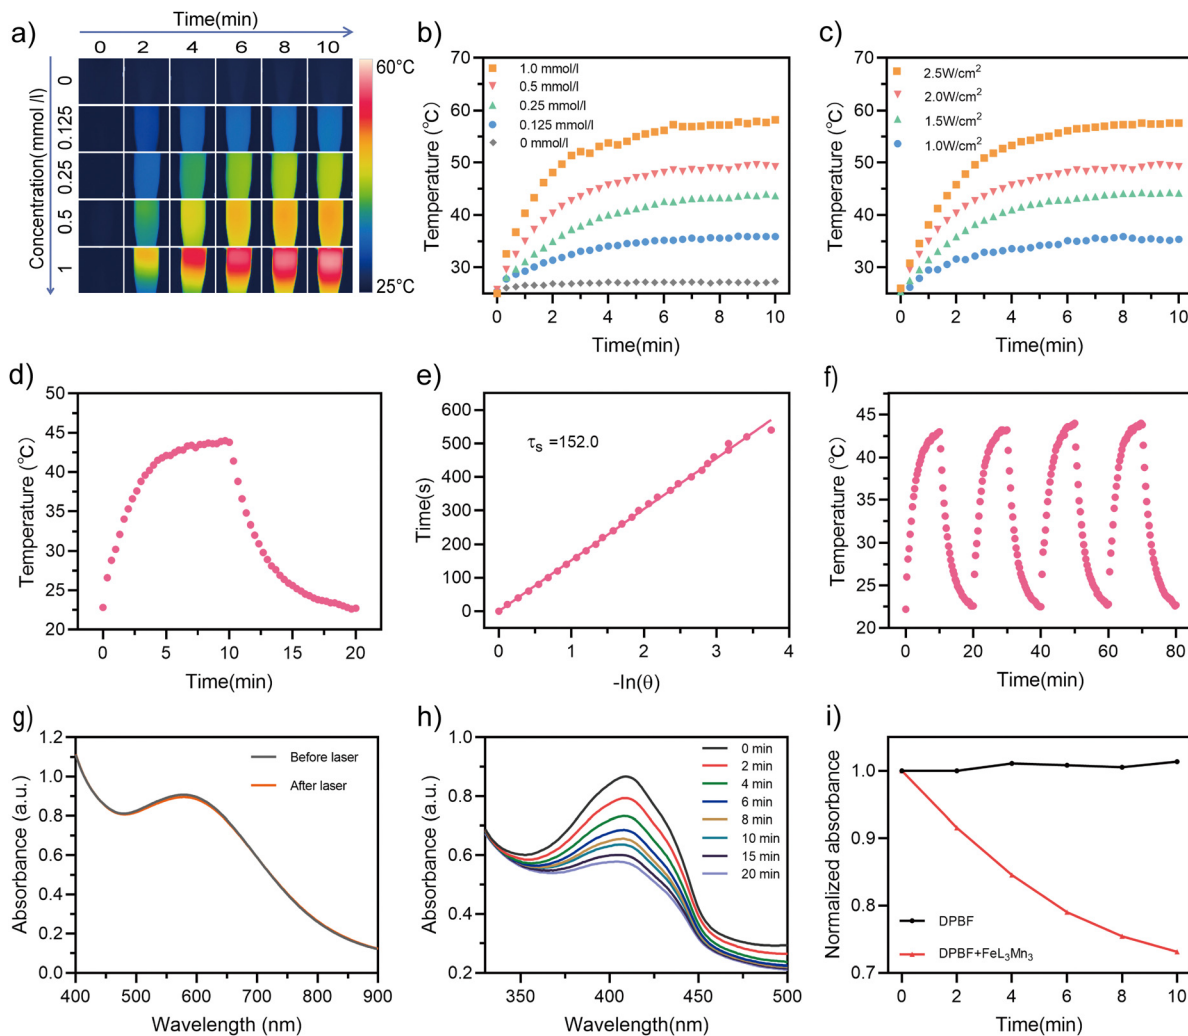 a)
Time(min)
0 2 4 6 8 10
Concentration(mmol /l)
0
0.125
0.25
0.5
1
60°C
25°C
b)
70
60
50
40
30
Temperature (°C)
1.0 mmol/l
0.5 mmol/l
0.25 mmol/l
0.125 mmol/l
0 mmol/l
0 2 4 6 8 10
Time(min)
c)
70
60
50
40
30
Temperature (°C)
2.5W/cm²
2.0W/cm²
1.5W/cm²
1.0W/cm²
0 2 4 6 8 10
Time(min)
d)
50
45
40
35
30
25
20
Temperature (°C)
0 5 10 15 20
Time(min)
e)
600
500
400
300
200
100
0
Time(s)
τs =152.0
0 1 2 3 4
-ln(θ)
f)
45
40
35
30
25
20
Temperature (°C)
0 10 20 30 40 50 60 70 80
Time(min)
g)
1.2
1.0
0.8
0.6
0.4
0.2
0.0
Absorbance (a.u.)
Before laser
After laser
400 500 600 700 800 900
Wavelength (nm)
h)
1.0
0.8
0.6
0.4
0.2
Absorbance (a.u.)
0 min
2 min
4 min
6 min
8 min
10 min
15 min
20 min
350 400 450 500
Wavelength(nm)
i)
1.0
0.9
0.8
0.7
Normalized absorbance
DPBF
DPBF+FeL₃Mn₃
0 2 4 6 8 10
Time(min)